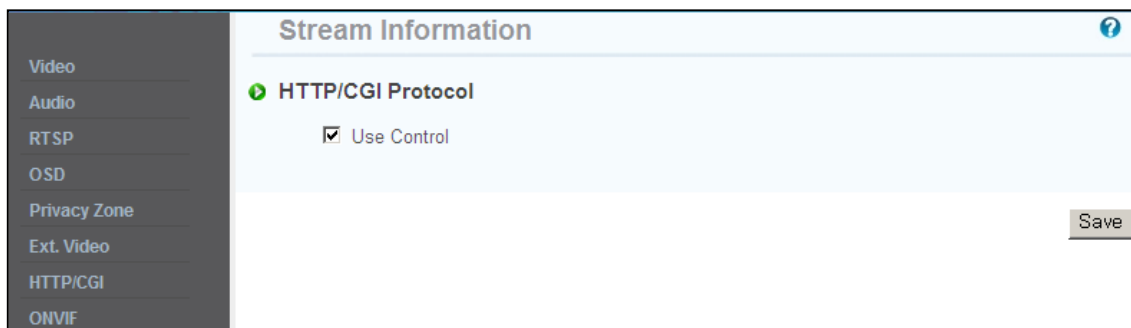 Stream Information
?
Video
Audio
RTSP
OSD
Privacy Zone
Ext. Video
HTTP/CGI
ONVIF
HTTP/CGI Protocol
Use Control
Save